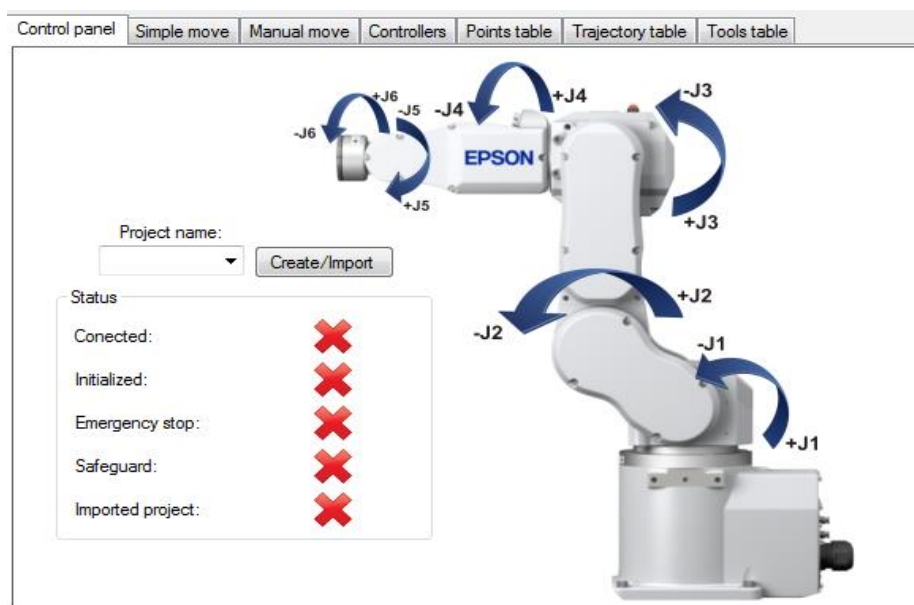 Control panel
Simple move
Manual move
Controllers
Points table
Trajectory table
Tools table
+J6
-J5
-J4
+J4
-J3
-J6
EPSON
+J5
+J3
Project name:
Create/Import
Status
+J2
-J2
-J1
Conected:
Initialized:
Emergency stop:
+J1
Safeguard:
Imported project: